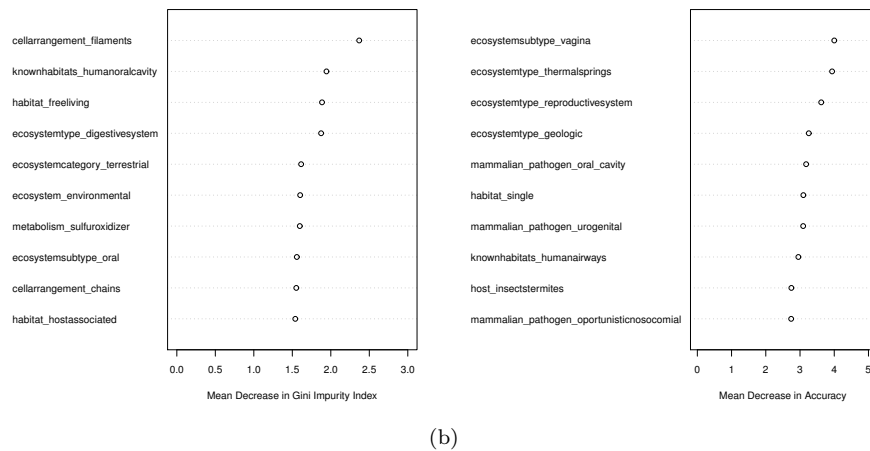 cellarrangement_filaments
knownhabitats_humanoralcavity
habitat_freeliving
ecosystemtype_digestivesystem
ecosystemcategory_terrestrial
ecosystem_environmental
metabolism_sulfuroxidizer
ecosystemsubtype_oral
cellarrangement_chains
habitat_hostassociated
0.0 0.5 1.0 1.5 2.0 2.5 3.0
Mean Decrease in Gini Impurity Index
ecosystemsubtype_vagina
ecosystemtype_thermalsprings
ecosystemtype_reproductivesystem
ecosystemtype_geologic
mammalian_pathogen_oral_cavity
habitat_single
mammalian_pathogen_urogenital
knownhabitats_humanairways
host_insectstermites
mammalian_pathogen_oportunisticnosocomial
0 1 2 3 4 5
Mean Decrease in Accuracy
(b)